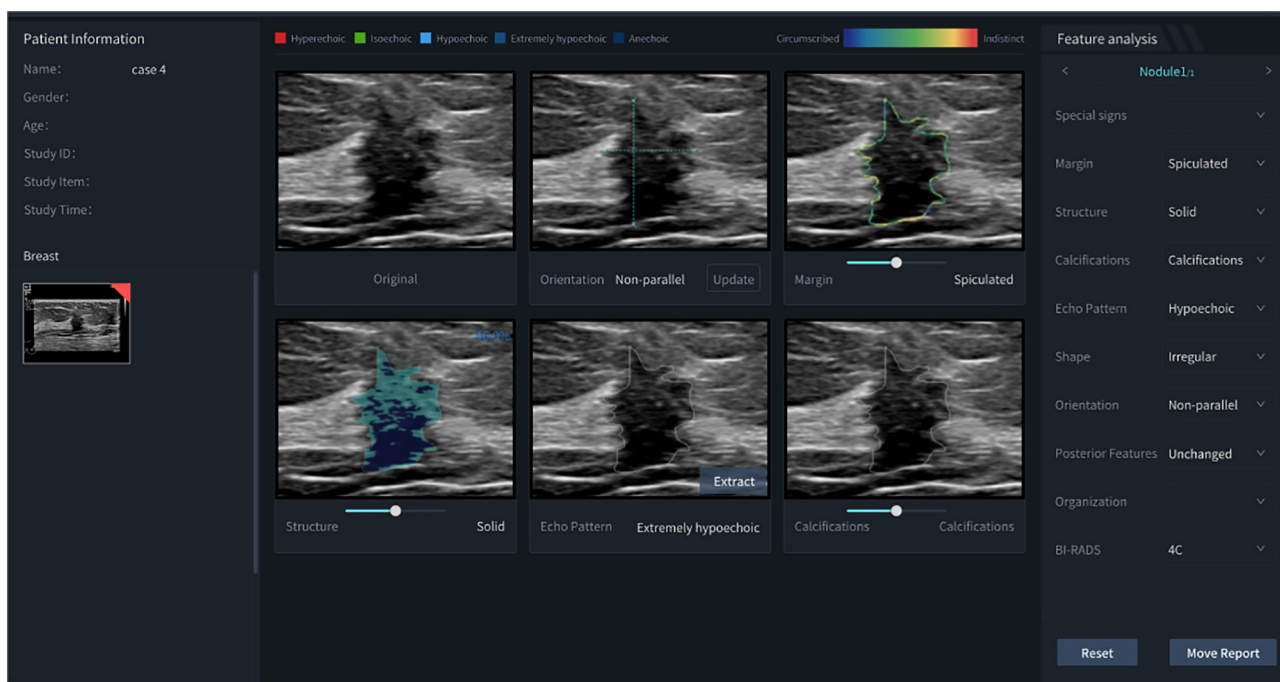 Patient Information
Name: case 4
Gender:
Age:
Study ID:
Study Item:
Study Time:
Breast
Hyperechoic Isoechoic Hypoechoic Extremely hypoechoic Anechoic Circumscribed Indistinct
Original
Orientation Non-parallel Update
Margin Spiculated
Structure Solid
Extract
Echo Pattern Extremely hypoechoic
Calcifications Calcifications
Feature analysis
< Nodule1/1 >
Special signs
Margin Spiculated
Structure Solid
Calcifications Calcifications
Echo Pattern Hypoechoic
Shape Irregular
Orientation Non-parallel
Posterior Features Unchanged
Organization
BI-RADS 4C
Reset Move Report